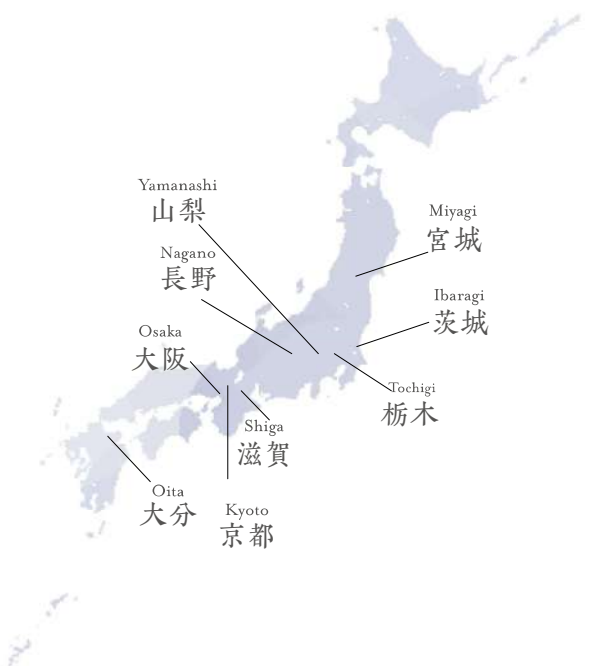 Yamanashi
山梨
Miyagi
宮城
Nagano
長野
Ibaragi
茨城
Osaka
大阪
Tochigi
栃木
Shiga
滋賀
Oita
大分
Kyoto
京都